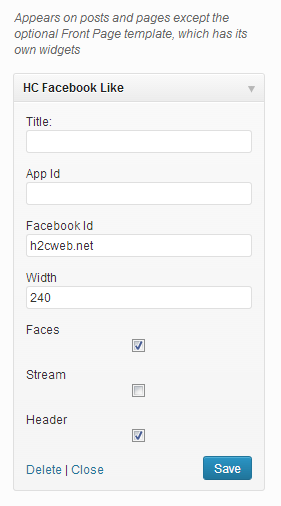 Appears on posts and pages except the
optional Front Page template, which has its
own widgets
HC Facebook Like
Title:
App Id
Facebook Id
h2cweb.net
Width
240
Faces
Stream
Header
Delete | Close
Save